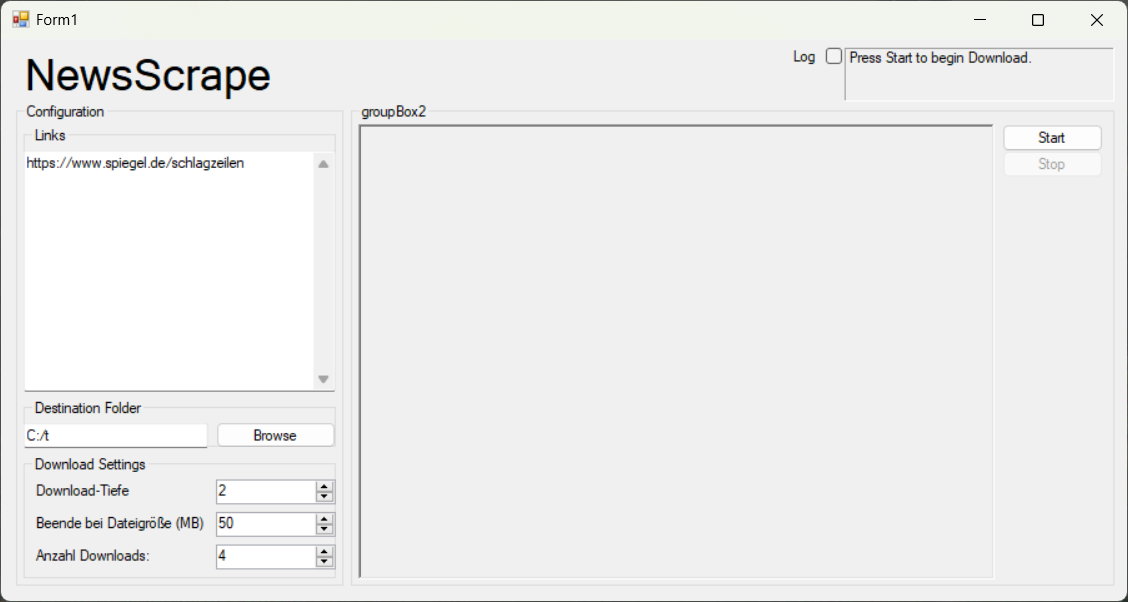 Form1
NewsScrape
Log
Press Start to begin Download.
Configuration
Links
https://www.spiegel.de/schlagzeilen
Destination Folder
C:/t
Browse
Download Settings
Download-Tiefe
2
Beende bei Dateigröße (MB)
50
Anzahl Downloads:
4
groupBox2
Start
Stop